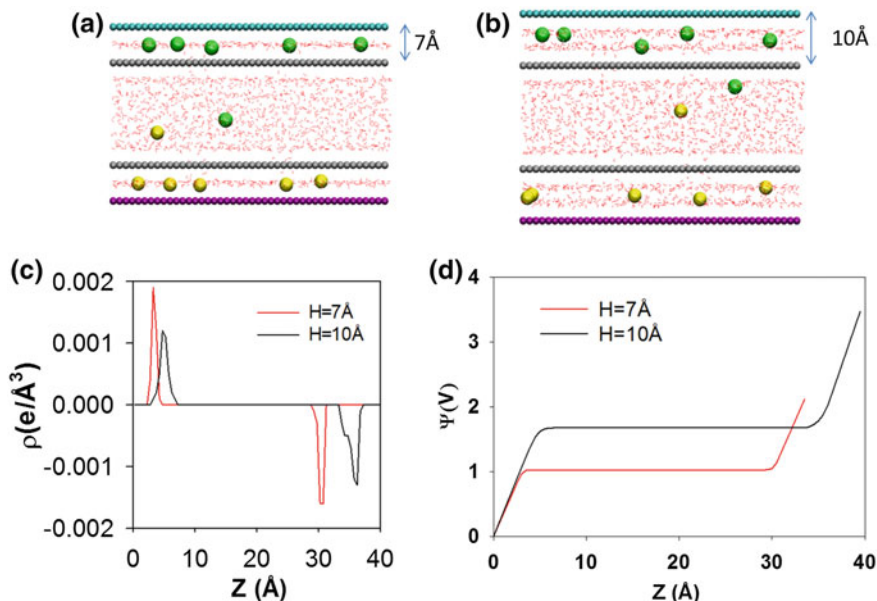 (a)
7Å
(b)
10Å
(c)
0.002
0.001
0.000
-0.001
-0.002
ρ(e/Å³)
H=7Å
H=10Å
0 10 20 30 40
Z (Å)
(d)
4
3
2
1
0
Ψ(V)
H=7Å
H=10Å
0 10 20 30 40
Z (Å)